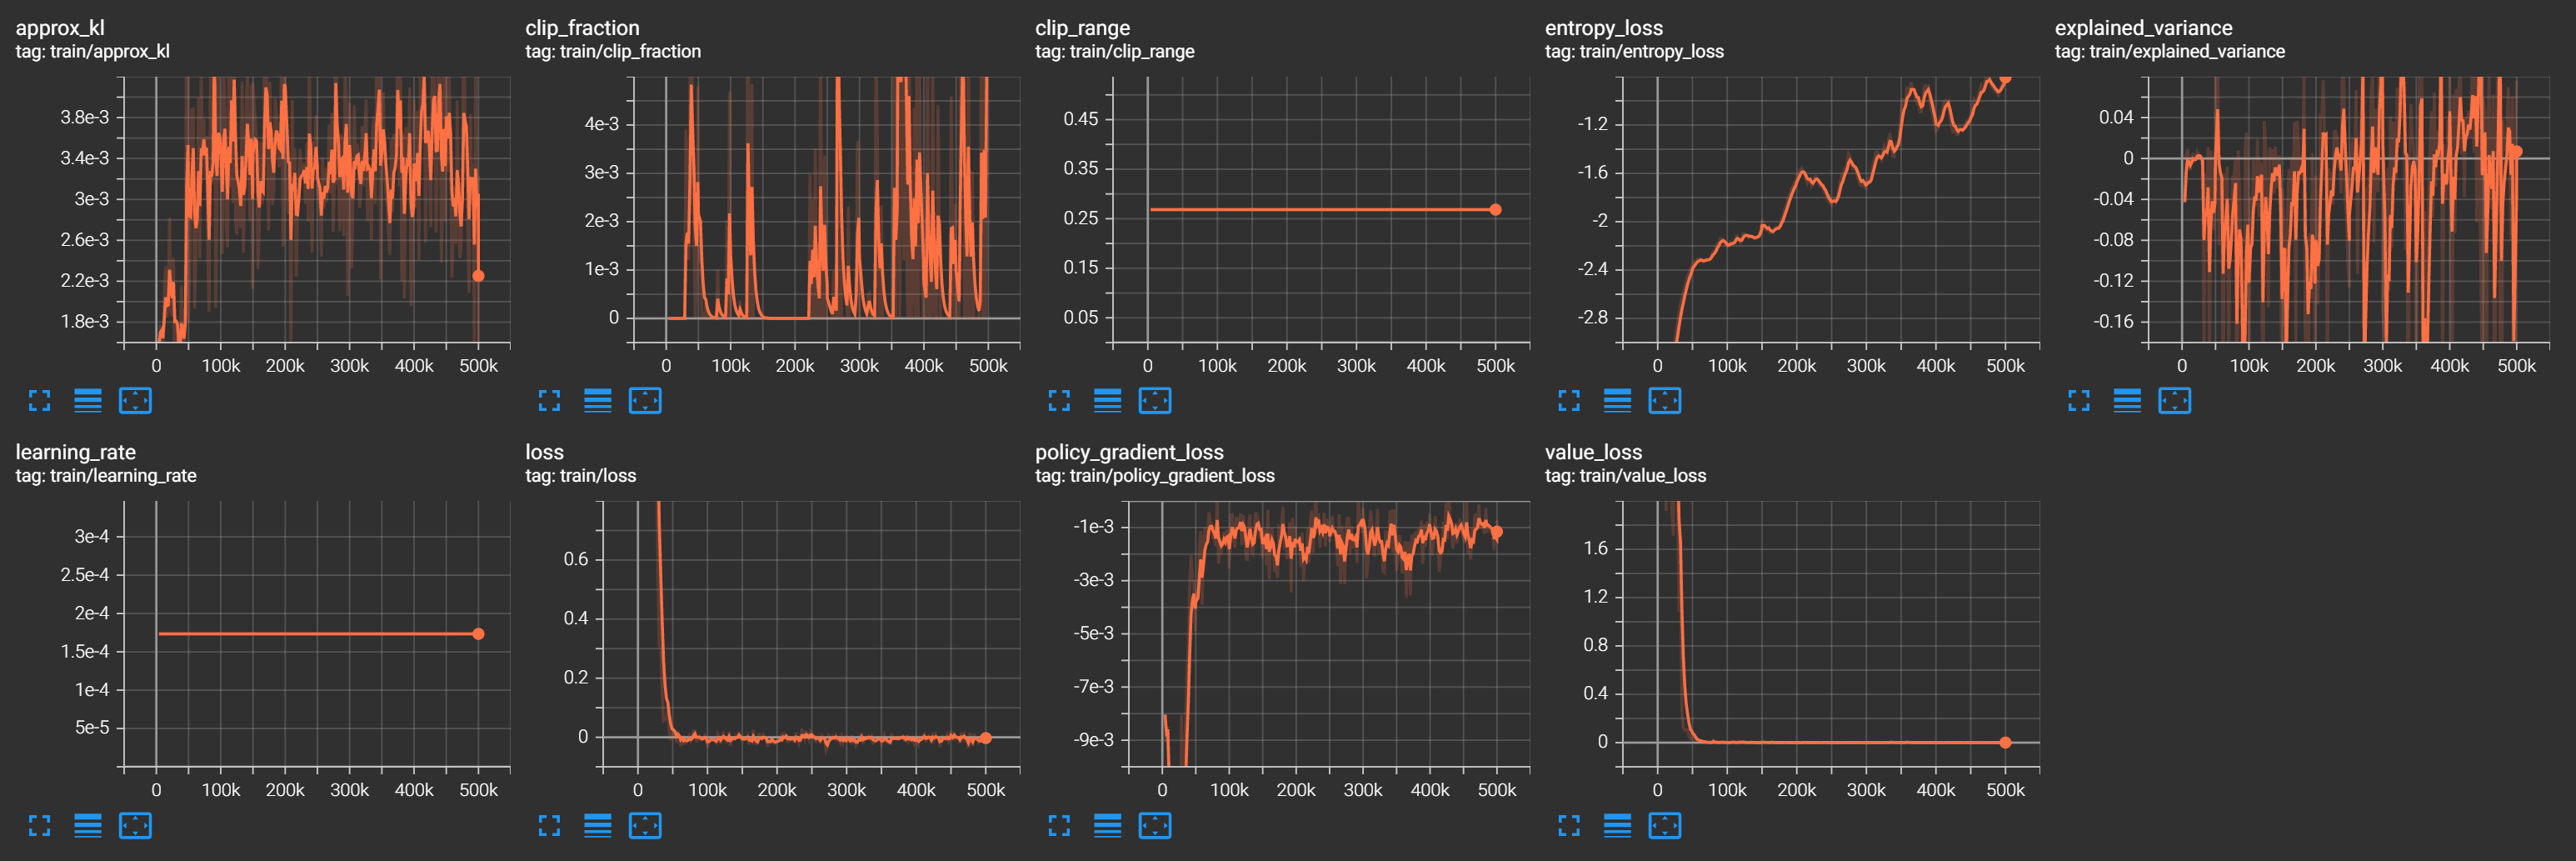 approx_kl
tag: train/approx_kl
3.8e-3
3.4e-3
3e-3
2.6e-3
2.2e-3
1.8e-3
0 100k 200k 300k 400k 500k
clip_fraction
tag: train/clip_fraction
4e-3
3e-3
2e-3
1e-3
0
0 100k 200k 300k 400k 500k
clip_range
tag: train/clip_range
0.45
0.35
0.25
0.15
0.05
0 100k 200k 300k 400k 500k
entropy_loss
tag: train/entropy_loss
-1.2
-1.6
-2
-2.4
-2.8
0 100k 200k 300k 400k 500k
explained_variance
tag: train/explained_variance
0.04
0
-0.04
-0.08
-0.12
-0.16
0 100k 200k 300k 400k 500k
learning_rate
tag: train/learning_rate
3e-4
2.5e-4
2e-4
1.5e-4
1e-4
5e-5
0 100k 200k 300k 400k 500k
loss
tag: train/loss
0.6
0.4
0.2
0
0 100k 200k 300k 400k 500k
policy_gradient_loss
tag: train/policy_gradient_loss
-1e-3
-3e-3
-5e-3
-7e-3
-9e-3
0 100k 200k 300k 400k 500k
value_loss
tag: train/value_loss
1.6
1.2
0.8
0.4
0
0 100k 200k 300k 400k 500k